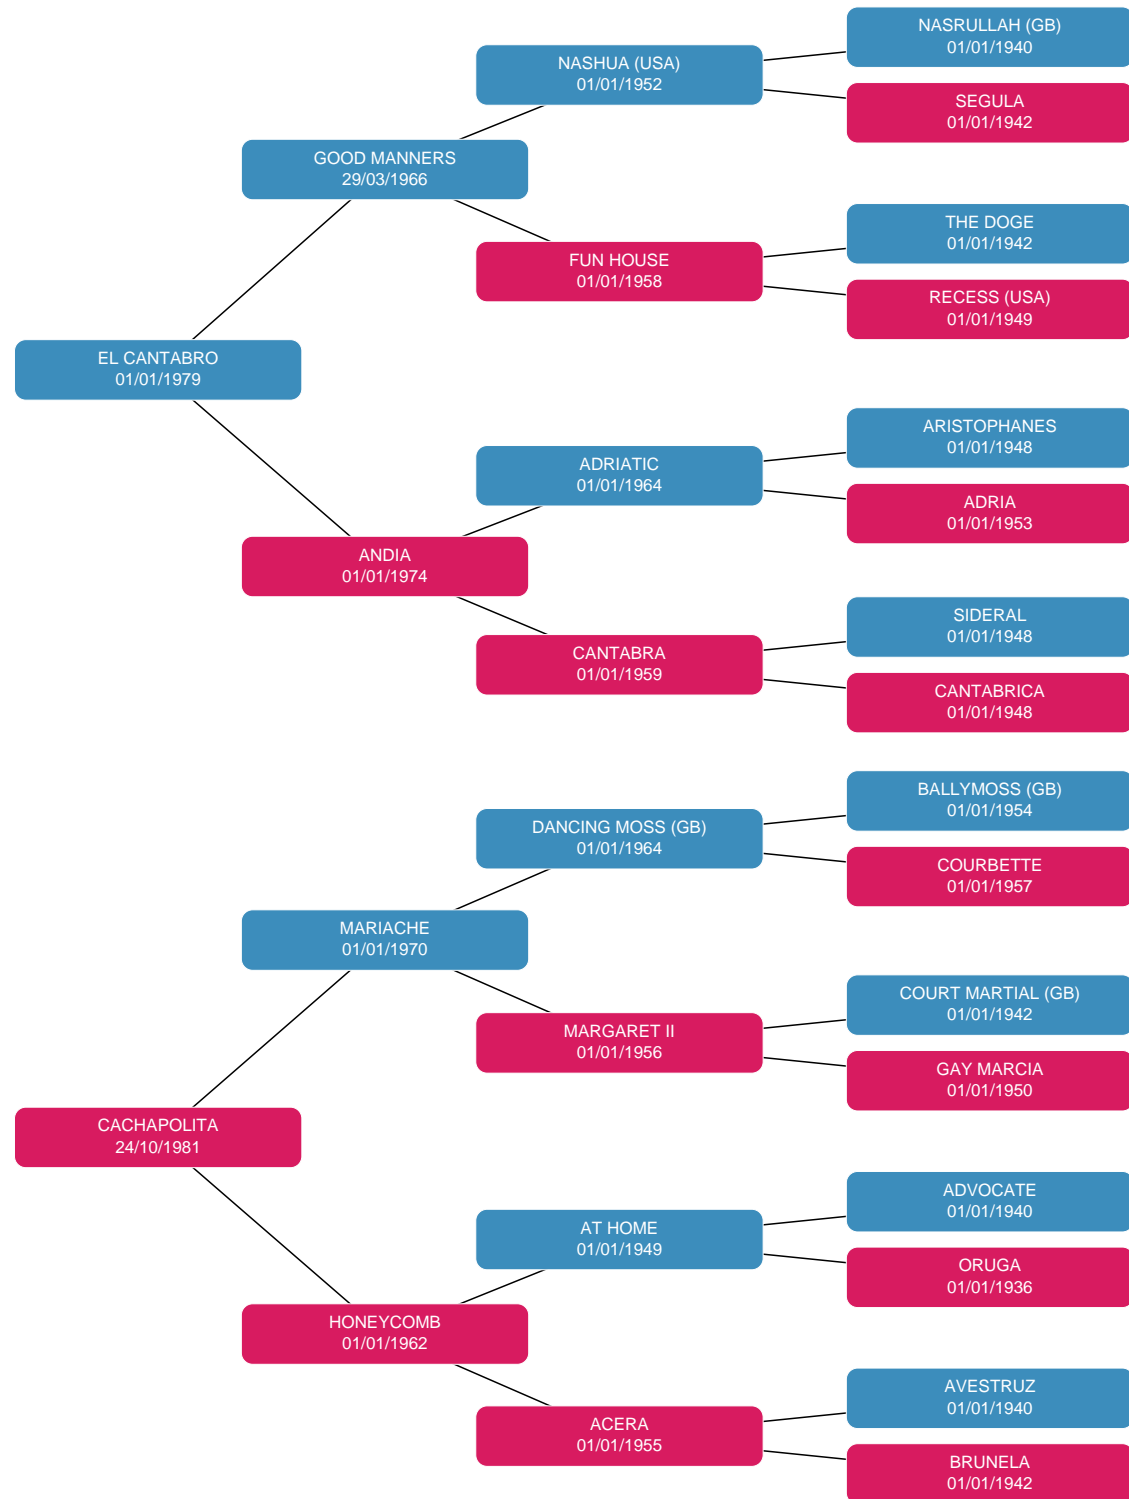 NASRULLAH (GB)
01/01/1940
NASHUA (USA)
01/01/1952
SEGULA
01/01/1942
GOOD MANNERS
29/03/1966
THE DOGE
01/01/1942
FUN HOUSE
01/01/1958
RECESS (USA)
01/01/1949
EL CANTABRO
01/01/1979
ARISTOPHANES
01/01/1948
ADRIATIC
01/01/1964
ADRIA
01/01/1953
ANDIA
01/01/1974
SIDERAL
01/01/1948
CANTABRA
01/01/1959
CANTABRICA
01/01/1948
BALLYMOSS (GB)
01/01/1954
DANCING MOSS (GB)
01/01/1964
COURBETTE
01/01/1957
MARIACHE
01/01/1970
COURT MARTIAL (GB)
01/01/1942
MARGARET II
01/01/1956
GAY MARCIA
01/01/1950
CACHAPOLITA
24/10/1981
ADVOCATE
01/01/1940
AT HOME
01/01/1949
ORUGA
01/01/1936
HONEYCOMB
01/01/1962
AVESTRUZ
01/01/1940
ACERA
01/01/1955
BRUNELA
01/01/1942